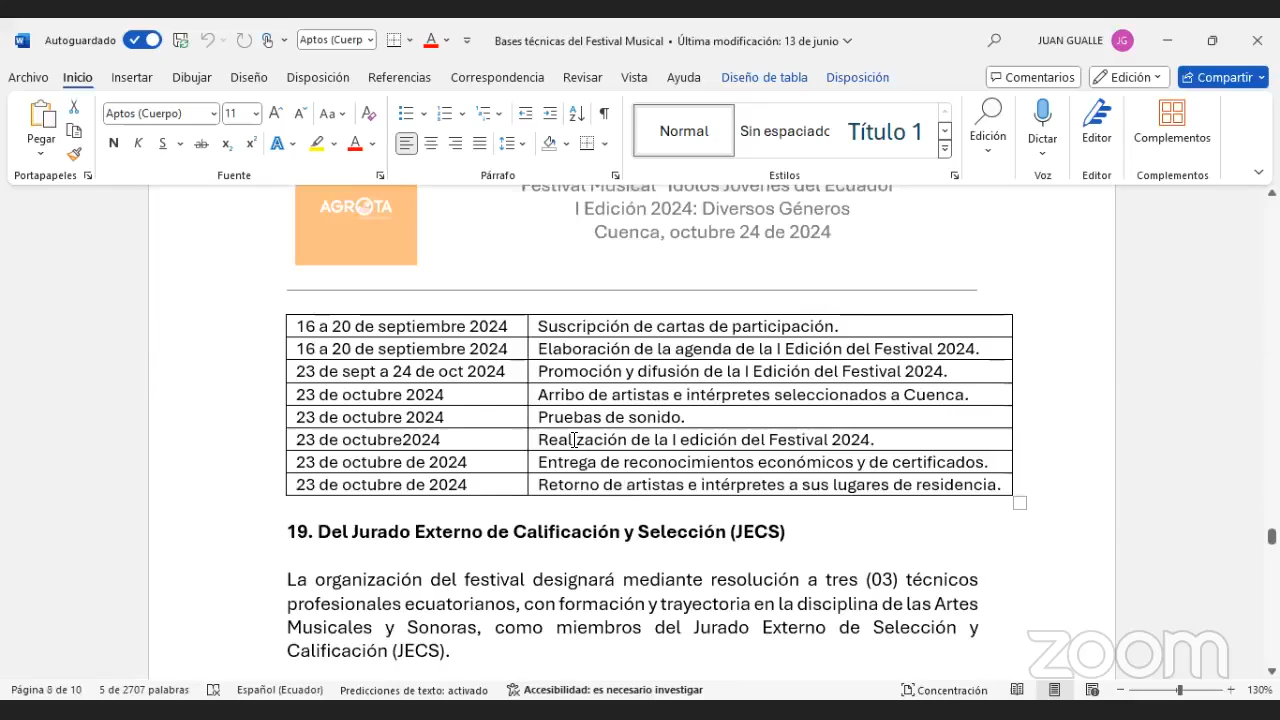 Autoguardado
Aptos (Cuerp
Bases técnicas del Festival Musical • Última modificación: 13 de junio
JUAN GUALLE JG
Archivo Inicio Insertar Dibujar Diseño Disposición Referencias Correspondencia Revisar Vista Ayuda Diseño de tabla Disposición
Comentarios Edición Compartir
Pegar
Aptos (Cuerpo) 11
Normal Sin espaciado Título 1
Edición Dictar Editor Complementos
Portapapeles Fuente Párrafo Estilos Voz Editor Complementos
AGROTA
Festival Musical "Ídolos Jóvenes del Ecuador"
I Edición 2024: Diversos Géneros
Cuenca, octubre 24 de 2024
16 a 20 de septiembre 2024 Suscripción de cartas de participación.
16 a 20 de septiembre 2024 Elaboración de la agenda de la I Edición del Festival 2024.
23 de sept a 24 de oct 2024 Promoción y difusión de la I Edición del Festival 2024.
23 de octubre 2024 Arribo de artistas e intérpretes seleccionados a Cuenca.
23 de octubre 2024 Pruebas de sonido.
23 de octubre2024 Realización de la I edición del Festival 2024.
23 de octubre de 2024 Entrega de reconocimientos económicos y de certificados.
23 de octubre de 2024 Retorno de artistas e intérpretes a sus lugares de residencia.
19. Del Jurado Externo de Calificación y Selección (JECS)
La organización del festival designará mediante resolución a tres (03) técnicos
profesionales ecuatorianos, con formación y trayectoria en la disciplina de las Artes
Musicales y Sonoras, como miembros del Jurado Externo de Selección y
Calificación (JECS).
zoom
Página 8 de 10 5 de 2707 palabras Español (Ecuador) Predicciones de texto: activado Accesibilidad: es necesario investigar Concentración 130%